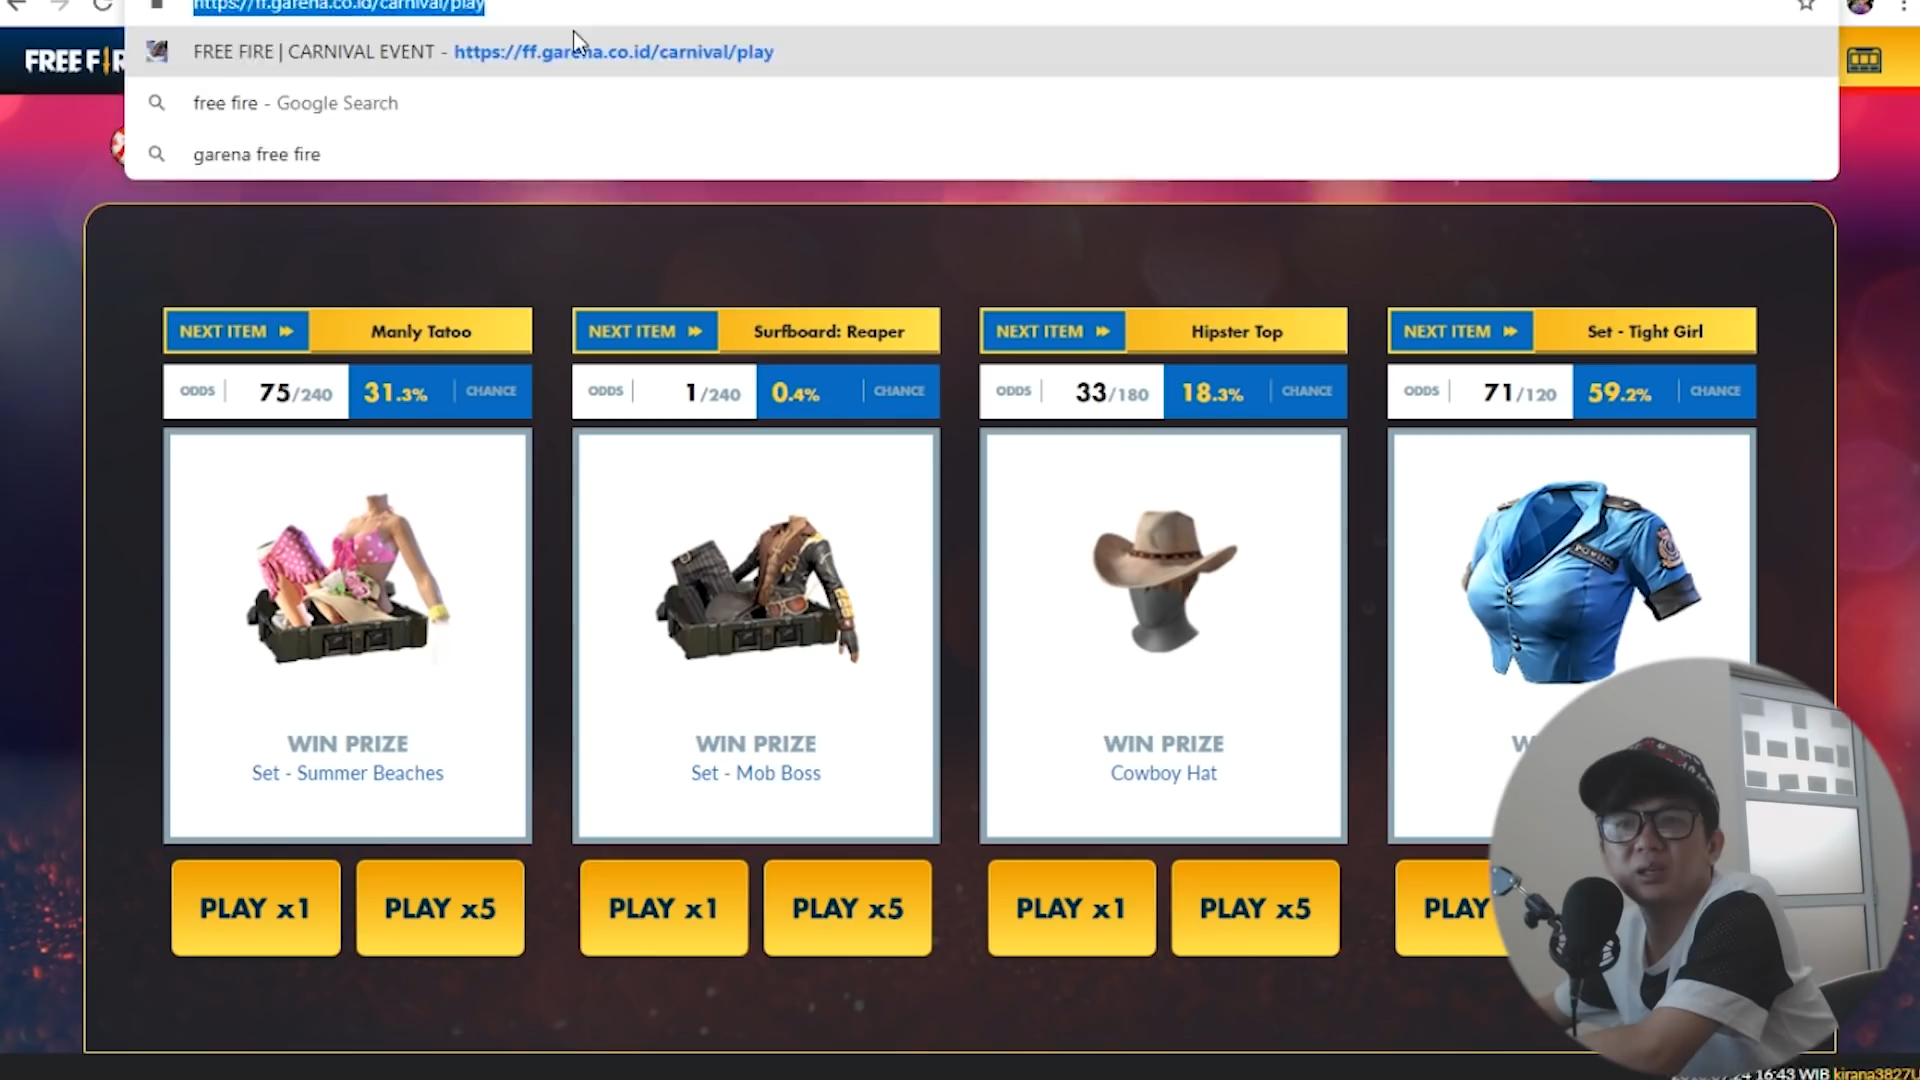 https://ff.garena.co.id/carnival/play
FREE FIRE | CARNIVAL EVENT - https://ff.garena.co.id/carnival/play
free fire - Google Search
garena free fire
FREE FIR
NEXT ITEM Manly Tatoo
ODDS 75/240 31.3% CHANCE
WIN PRIZE
Set - Summer Beaches
PLAY x1 PLAY x5
NEXT ITEM Surfboard: Reaper
ODDS 1/240 0.4% CHANCE
WIN PRIZE
Set - Mob Boss
PLAY x1 PLAY x5
NEXT ITEM Hipster Top
ODDS 33/180 18.3% CHANCE
WIN PRIZE
Cowboy Hat
PLAY x1 PLAY x5
NEXT ITEM Set - Tight Girl
ODDS 71/120 59.2% CHANCE
W
PLAY
16:43 WIB kirana3827U